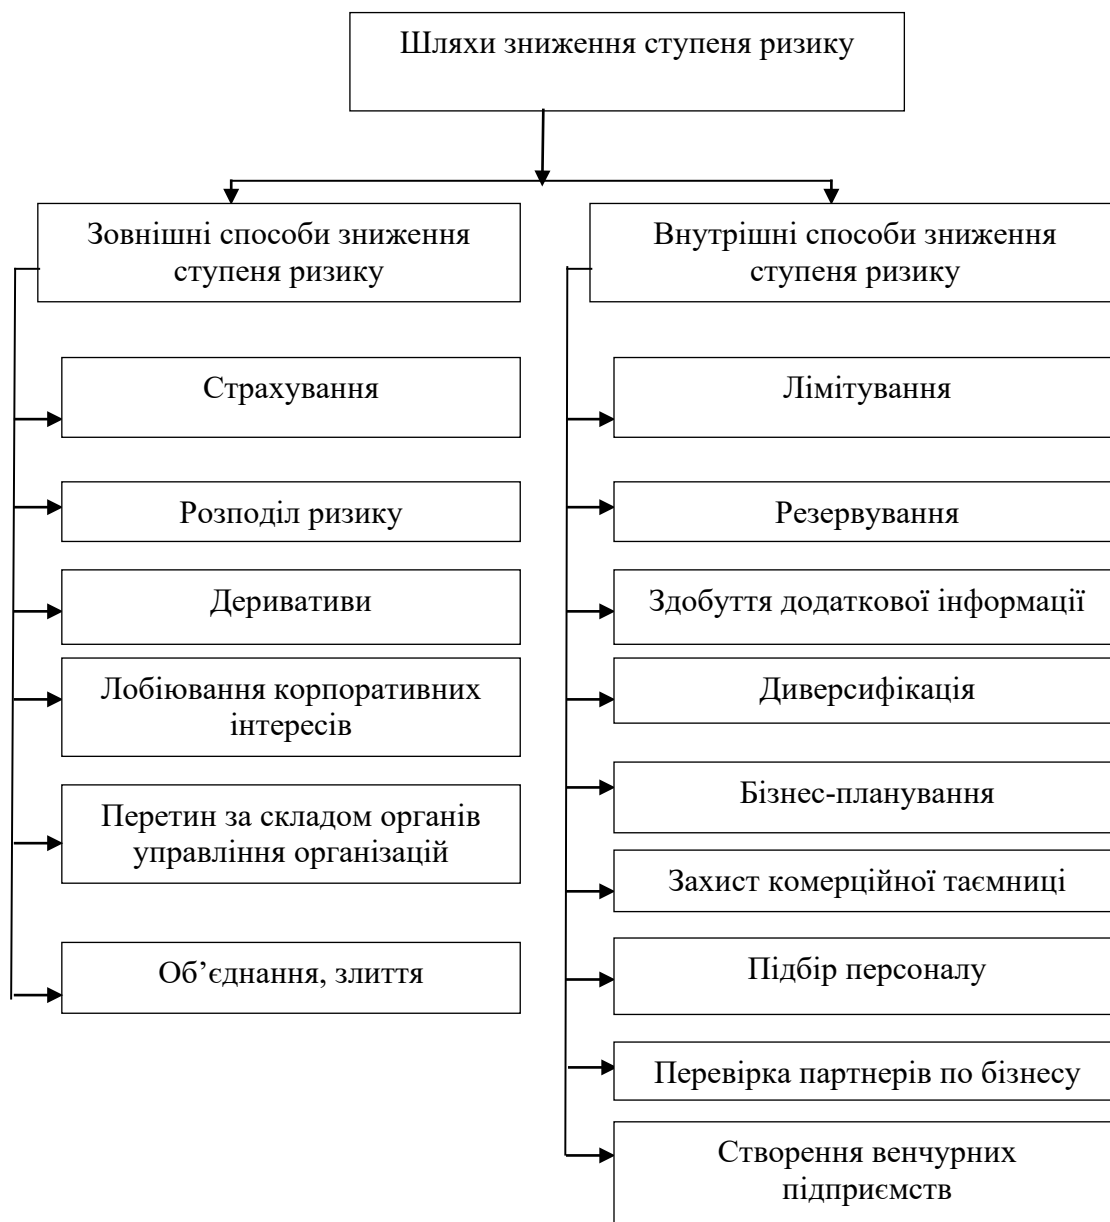 Шляхи зниження ступеня ризику
Зовнішні способи зниження
ступеня ризику
Страхування
Розподіл ризику
Деривативи
Лобіювання корпоративних
інтересів
Перетин за складом органів
управління організацій
Об’єднання, злиття
Внутрішні способи зниження
ступеня ризику
Лімітування
Резервування
Здобуття додаткової інформації
Диверсифікація
Бізнес-планування
Захист комерційної таємниці
Підбір персоналу
Перевірка партнерів по бізнесу
Створення венчурних
підприємств